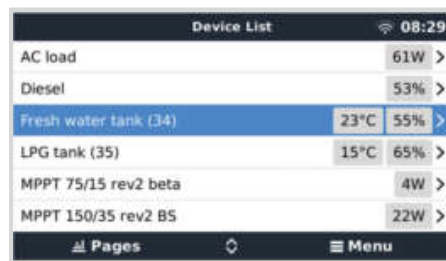 Device List 08:29
AC load 61W
Diesel 53%
Fresh water tank (34) 23°C 55%
LPG tank (35) 15°C 65%
MPPT 75/15 rev2 beta 4W
MPPT 150/35 rev2 BS 22W
Pages Menu